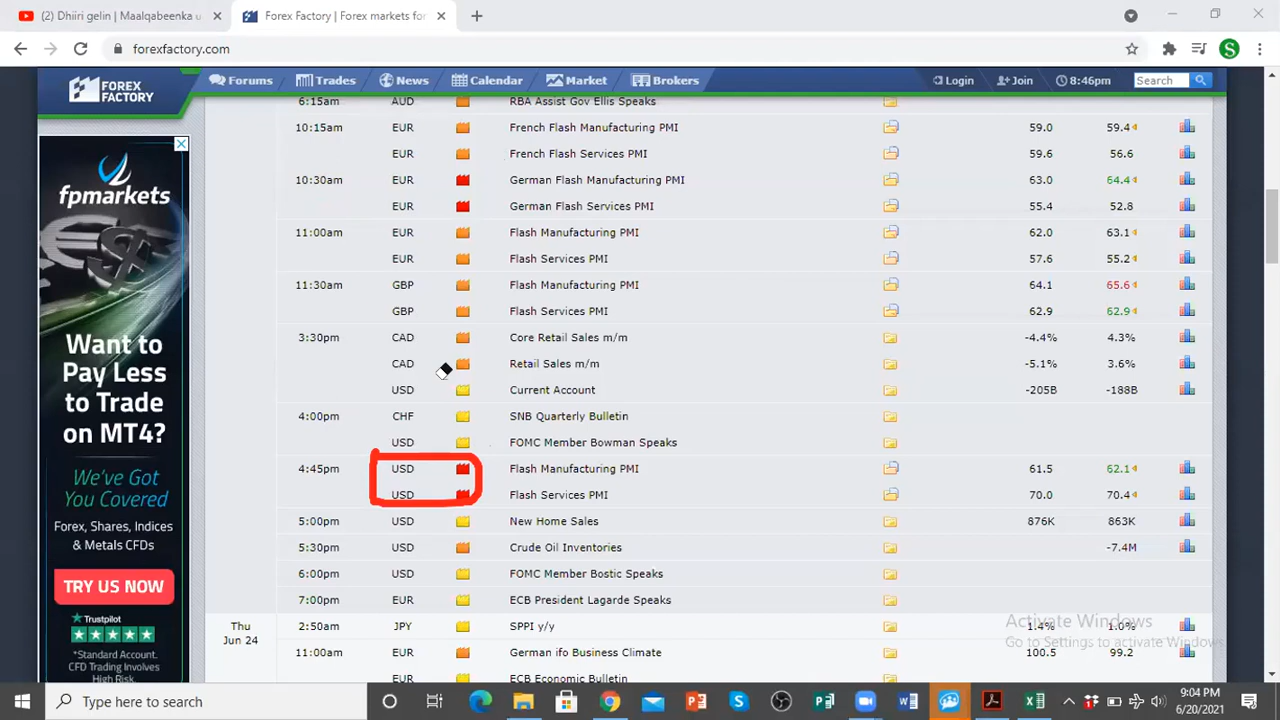 (2) Dhiiri gelin | Maalqabeenka u
Forex Factory | Forex markets for
forexfactory.com
S
FOREX FACTORY
Forums Trades News Calendar Market Brokers Login Join 8:46pm Search
6:15am AUD RBA Assist Gov Ellis Speaks
10:15am EUR French Flash Manufacturing PMI 59.0 59.4
EUR French Flash Services PMI 59.6 56.6
10:30am EUR German Flash Manufacturing PMI 63.0 64.4
EUR German Flash Services PMI 55.4 52.8
11:00am EUR Flash Manufacturing PMI 62.0 63.1
EUR Flash Services PMI 57.6 55.2
11:30am GBP Flash Manufacturing PMI 64.1 65.6
GBP Flash Services PMI 62.9 62.9
3:30pm CAD Core Retail Sales m/m -4.4% 4.3%
CAD Retail Sales m/m -5.1% 3.6%
USD Current Account -205B -188B
4:00pm CHF SNB Quarterly Bulletin
USD FOMC Member Bowman Speaks
4:45pm USD Flash Manufacturing PMI 61.5 62.1
USD Flash Services PMI 70.0 70.4
5:00pm USD New Home Sales 876K 863K
5:30pm USD Crude Oil Inventories -7.4M
6:00pm USD FOMC Member Bostic Speaks
7:00pm EUR ECB President Lagarde Speaks
Thu Jun 24 2:50am JPY SPPI y/y 1.4% 1.0%
11:00am EUR German ifo Business Climate 100.5 99.2
EUR ECB Economic Bulletin
fpmarkets
Want to
Pay Less
to Trade
on MT4?
We've Got
You Covered
Forex, Shares, Indices
& Metals CFDs
TRY US NOW
Trustpilot
*Standard Account.
CFD Trading Involves
High Risk.
Activate Windows
Go to Settings to activate Windows
Type here to search
9:04 PM
6/20/2021